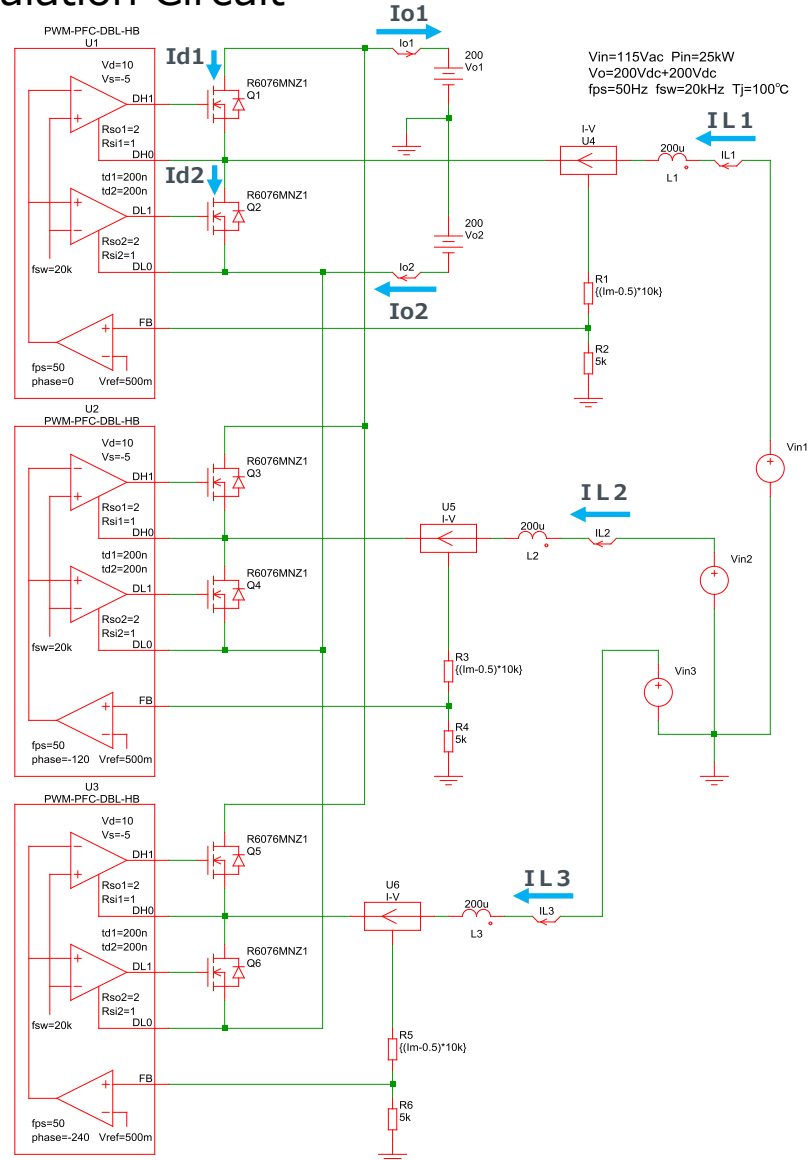 Io1
PWM-PFC-DBL-HB
U1
Id1
Vd=10
Vs=-5
DH1
R6076MNZ1
Q1
Rso1=2
Rsi1=1
DH0
Io1
200
Vo1
Vin=115Vac Pin=25kW
Vo=200Vdc+200Vdc
fps=50Hz fsw=20kHz Tj=100℃
IL1
I-V
U4
200u
L1
IL1
Id2
td1=200n
td2=200n
DL1
R6076MNZ1
Q2
Rso2=2
Rsi2=1
DL0
fsw=20k
200
Vo2
Io2
Io2
R1
{(Im-0.5)*10k}
FB
R2
5k
fps=50
phase=0
Vref=500m
U2
PWM-PFC-DBL-HB
Vd=10
Vs=-5
DH1
R6076MNZ1
Q3
Rso1=2
Rsi1=1
DH0
U5
I-V
IL2
200u
L2
IL2
Vin1
td1=200n
td2=200n
DL1
R6076MNZ1
Q4
Rso2=2
Rsi2=1
DL0
fsw=20k
Vin2
R3
{(Im-0.5)*10k}
Vin3
FB
R4
5k
fps=50
phase=-120
Vref=500m
U3
PWM-PFC-DBL-HB
Vd=10
Vs=-5
DH1
R6076MNZ1
Q5
Rso1=2
Rsi1=1
DH0
U6
I-V
IL3
200u
L3
IL3
td1=200n
td2=200n
DL1
R6076MNZ1
Q6
Rso2=2
Rsi2=1
DL0
fsw=20k
R5
{(Im-0.5)*10k}
FB
R6
5k
fps=50
phase=-240
Vref=500m